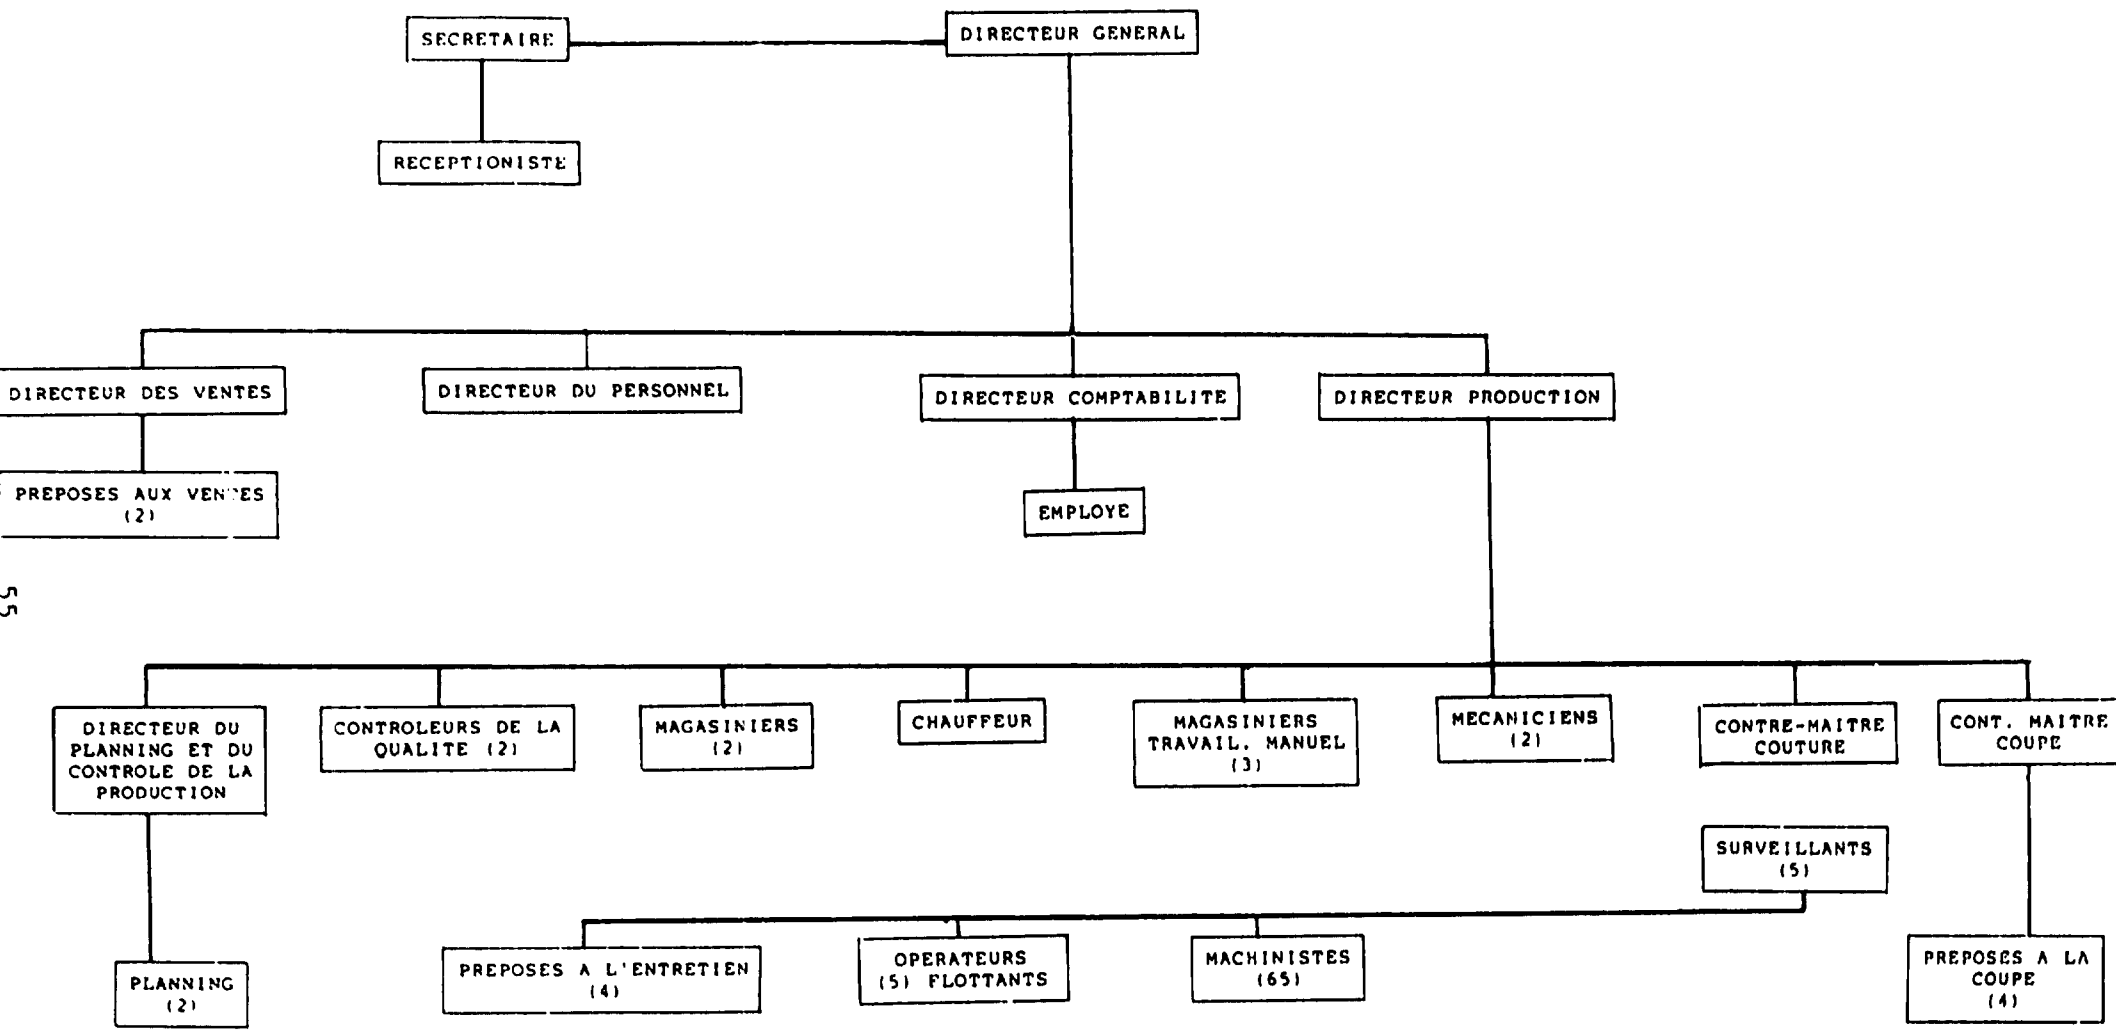 SECRETAIRE
DIRECTEUR GENERAL
RECEPTIONISTE
DIRECTEUR DES VENTES
DIRECTEUR DU PERSONNEL
DIRECTEUR COMPTABILITE
DIRECTEUR PRODUCTION
PREPOSES AUX VENTES
(2)
EMPLOYE
55
DIRECTEUR DU
PLANNING ET DU
CONTROLE DE LA
PRODUCTION
CONTROLEURS DE LA
QUALITE (2)
MAGASINIERS
(2)
CHAUFFEUR
MAGASINIERS
TRAVAIL. MANUEL
(3)
MECANICIENS
(2)
CONTRE-MAITRE
COUTURE
CONT. MAITRE
COUPE
SURVEILLANTS
(5)
PLANNING
(2)
PREPOSES A L'ENTRETIEN
(4)
OPERATEURS
(5) FLOTTANTS
MACHINISTES
(65)
PREPOSES A LA
COUPE
(4)